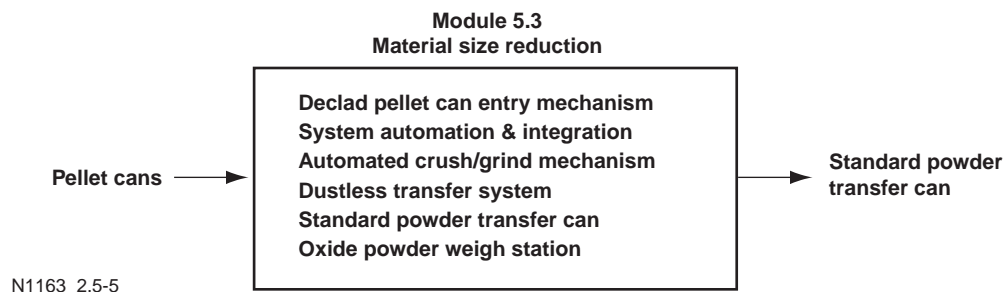 Module 5.3
Material size reduction
Declad pellet can entry mechanism
System automation & integration
Automated crush/grind mechanism
Dustless transfer system
Standard powder transfer can
Oxide powder weigh station
Pellet cans
Standard powder
transfer can
N1163 2.5-5